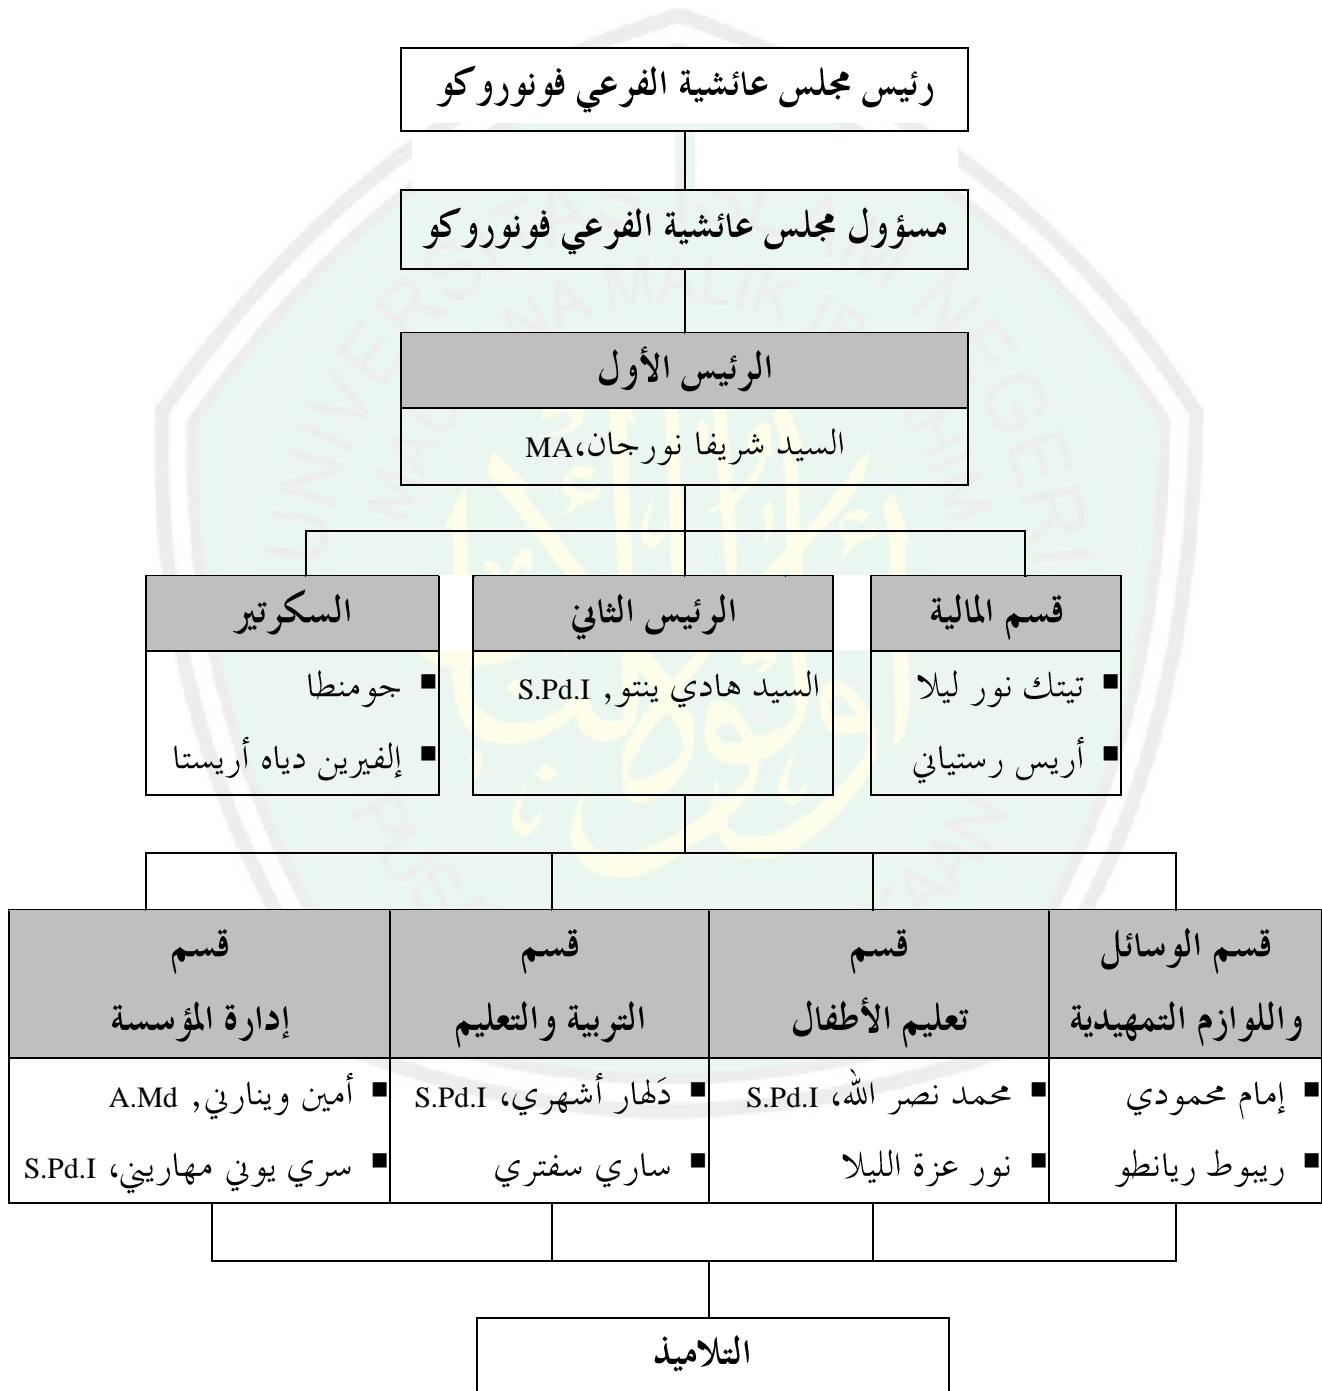 رئيس مجلس عائشية الفرعي فونوروكو
مسؤول مجلس عائشية الفرعي فونوروكو
الرئيس الأول
السيد شريفا نورجان،MA
قسم المالية
■ تيتك نور ليلا
■ أريس رستياني
الرئيس الثاني
السيد هادي ينتو, S.Pd.I
السكرتير
■ جومنطا
■ إلفيرين دياه أريستا
قسم الوسائل
واللوازم التمهيدية
■ إمام محمودي
■ ريبوط ريانطو
قسم
تعليم الأطفال
■ محمد نصر الله، S.Pd.I
■ نور عزة الليلا
قسم
التربية والتعليم
■ دَلهار أشهري، S.Pd.I
■ ساري سفتري
قسم
إدارة المؤسسة
■ أمين وينارني, A.Md
■ سري يوني مهاريني، S.Pd.I
التلاميذ